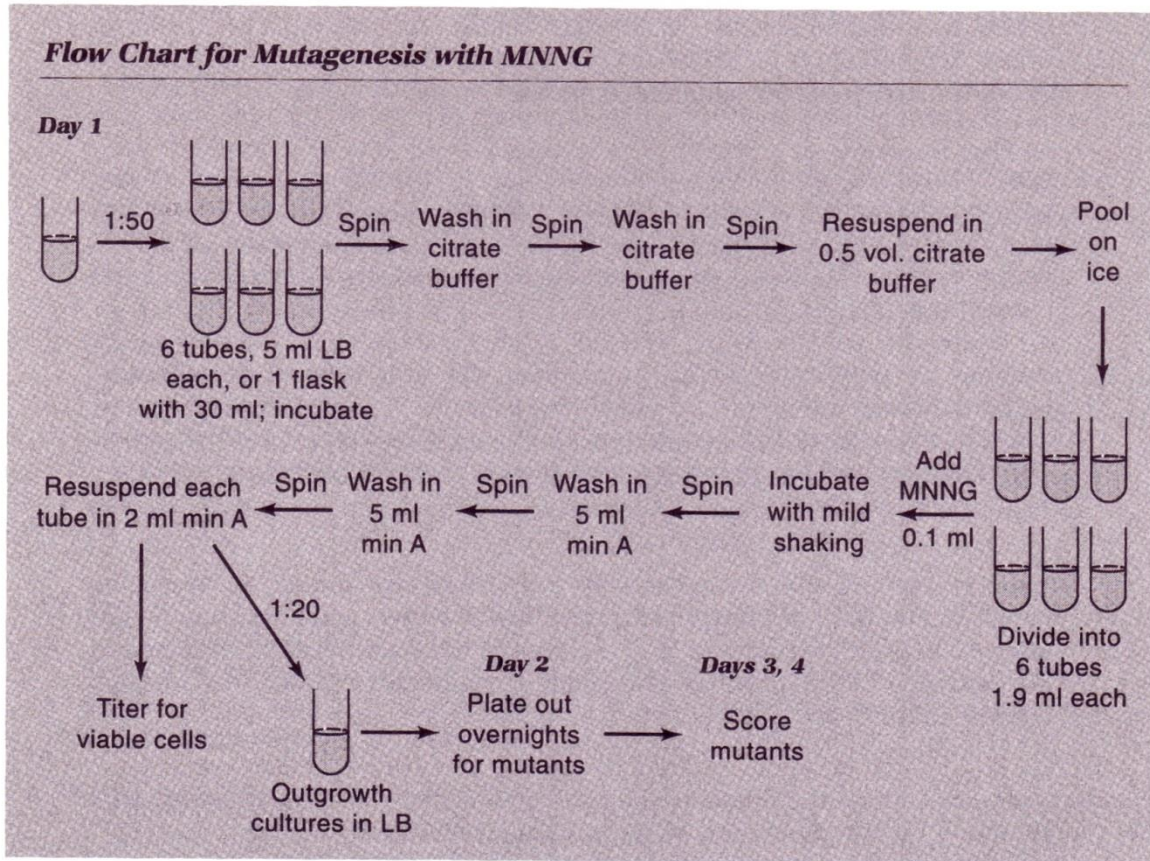 Flow Chart for Mutagenesis with MNNG
Day 1
1:50
6 tubes, 5 ml LB
each, or 1 flask
with 30 ml; incubate
Spin
Wash in
citrate
buffer
Spin
Wash in
citrate
buffer
Spin
Resuspend in
0.5 vol. citrate
buffer
Pool
on
ice
Divide into
6 tubes
1.9 ml each
Add
MNNG
0.1 ml
Incubate
with mild
shaking
Spin
Wash in
5 ml
min A
Spin
Wash in
5 ml
min A
Spin
Resuspend each
tube in 2 ml min A
Titer for
viable cells
1:20
Outgrowth
cultures in LB
Day 2
Plate out
overnights
for mutants
Days 3, 4
Score
mutants